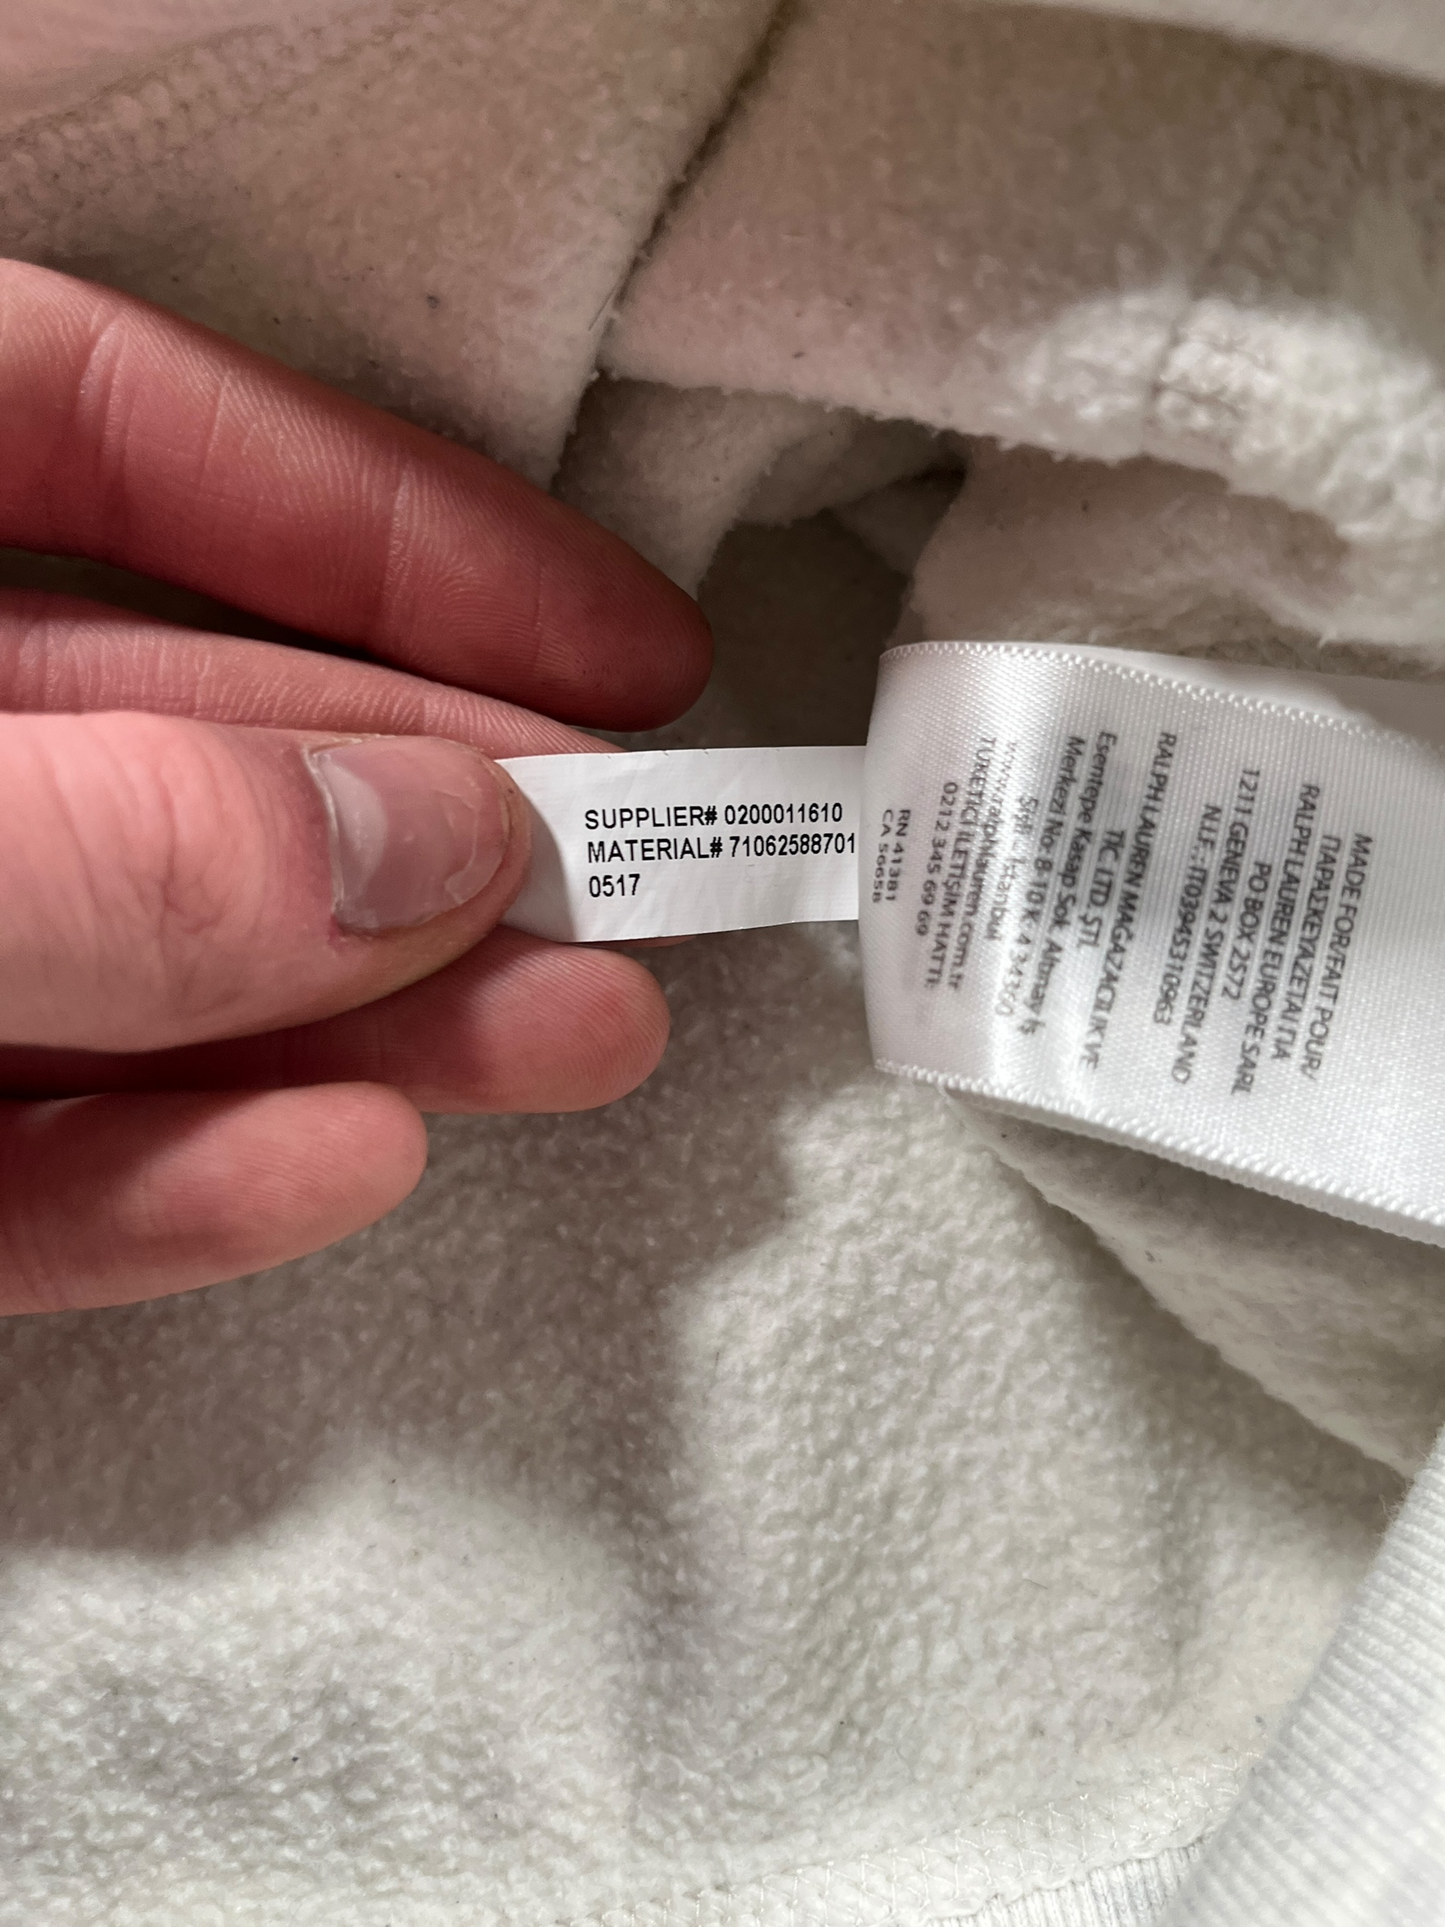 SUPPLIER# 0200011610
MATERIAL# 71062588701
0517
MADE FOR/FAIT POUR/
ΠΑΡΑΣΚΕΥΑΖΕΤΑΙ ΓΙΑ
RALPH LAUREN EUROPE SARL
PO BOX 2572
1211 GENEVA 2 SWITZERLAND
N.I.F.: IT03945310963
RALPH LAUREN MAGAZACILIK VE
TİC LTD. ŞTİ.
Esentepe Kasap Sok. Altınay İş
Merkezi No: 8-10 K: 4 34360
Şişli - İstanbul
www.ralphlauren.com.tr
TÜKETİCİ İLETİŞİM HATTI:
0212 345 69 69
RN 41381
CA 56658